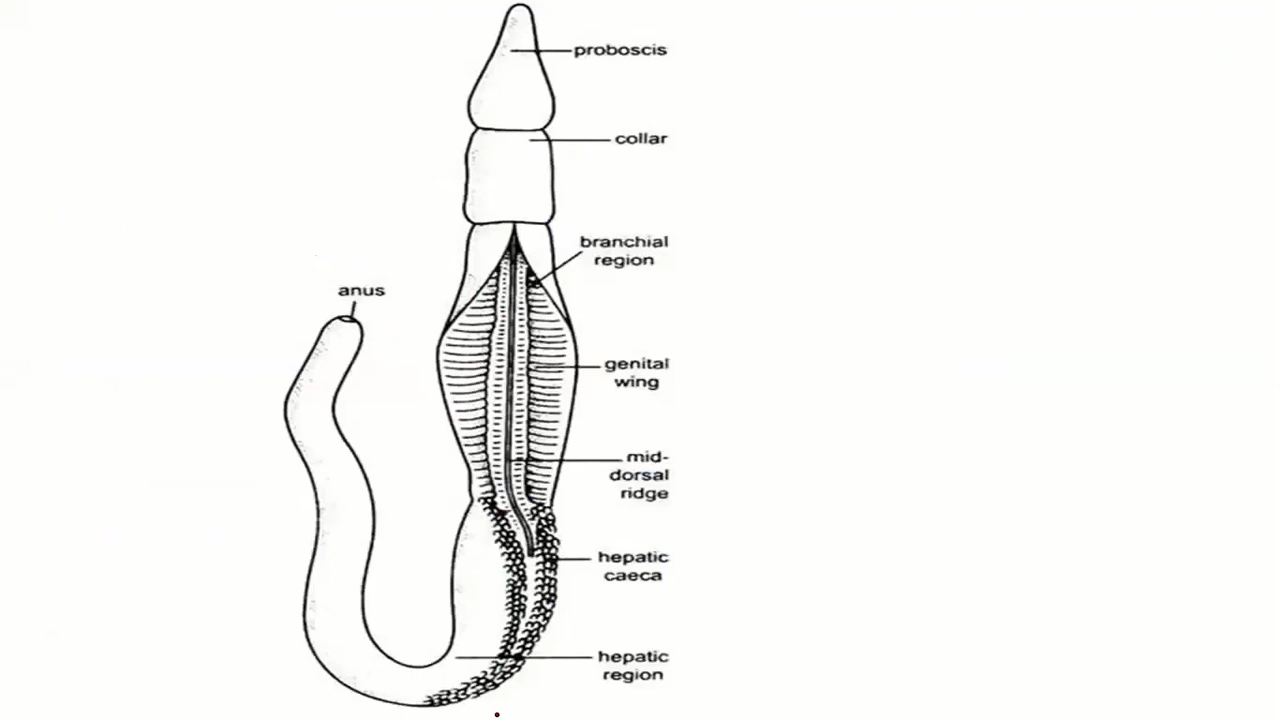 proboscis
collar
branchial
region
anus
genital
wing
mid-
dorsal
ridge
hepatic
caeca
hepatic
region